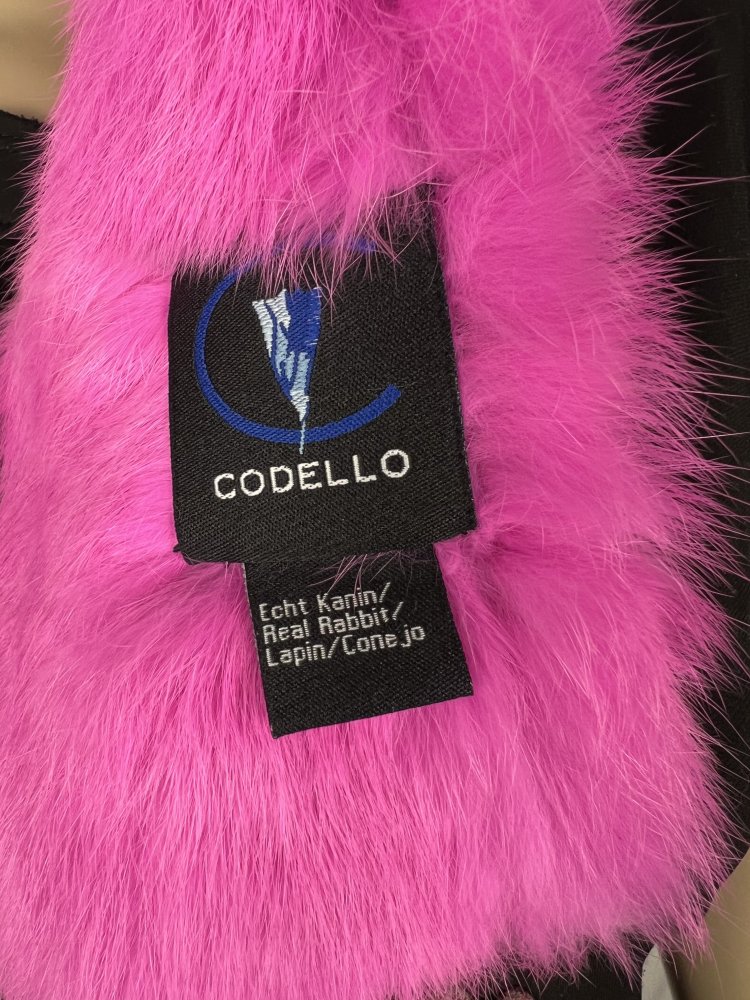 CODELLO
Echt Kanin/
Real Rabbit/
Lapin/Conejo